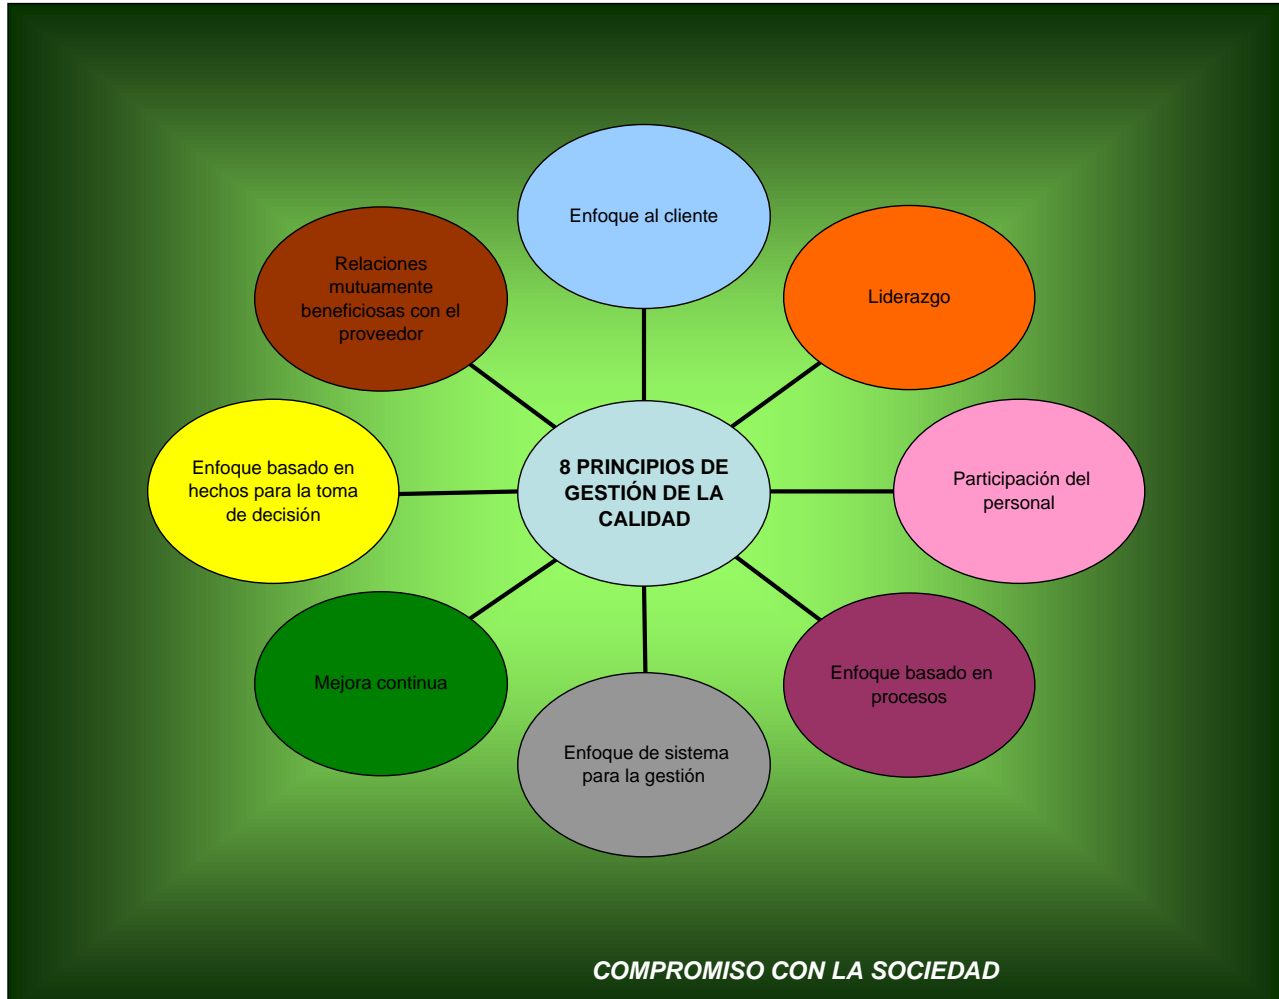 Enfoque al cliente
Liderazgo
Participación del
personal
Enfoque basado en
procesos
Enfoque de sistema
para la gestión
Mejora continua
Enfoque basado en
hechos para la toma
de decisión
Relaciones
mutuamente
beneficiosas con el
proveedor
8 PRINCIPIOS DE
GESTIÓN DE LA
CALIDAD
COMPROMISO CON LA SOCIEDAD